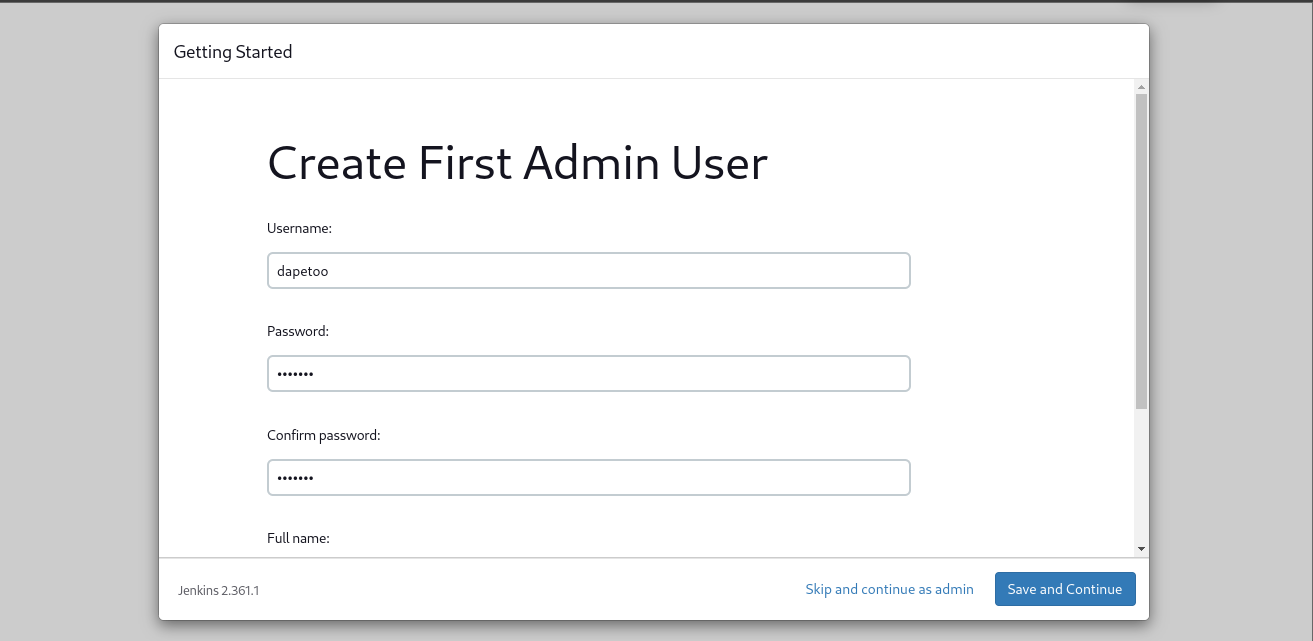 Getting Started
Create First Admin User
Username:
dapetoo
Password:
•••••••
Confirm password:
•••••••
Full name:
Jenkins 2.361.1
Skip and continue as admin
Save and Continue